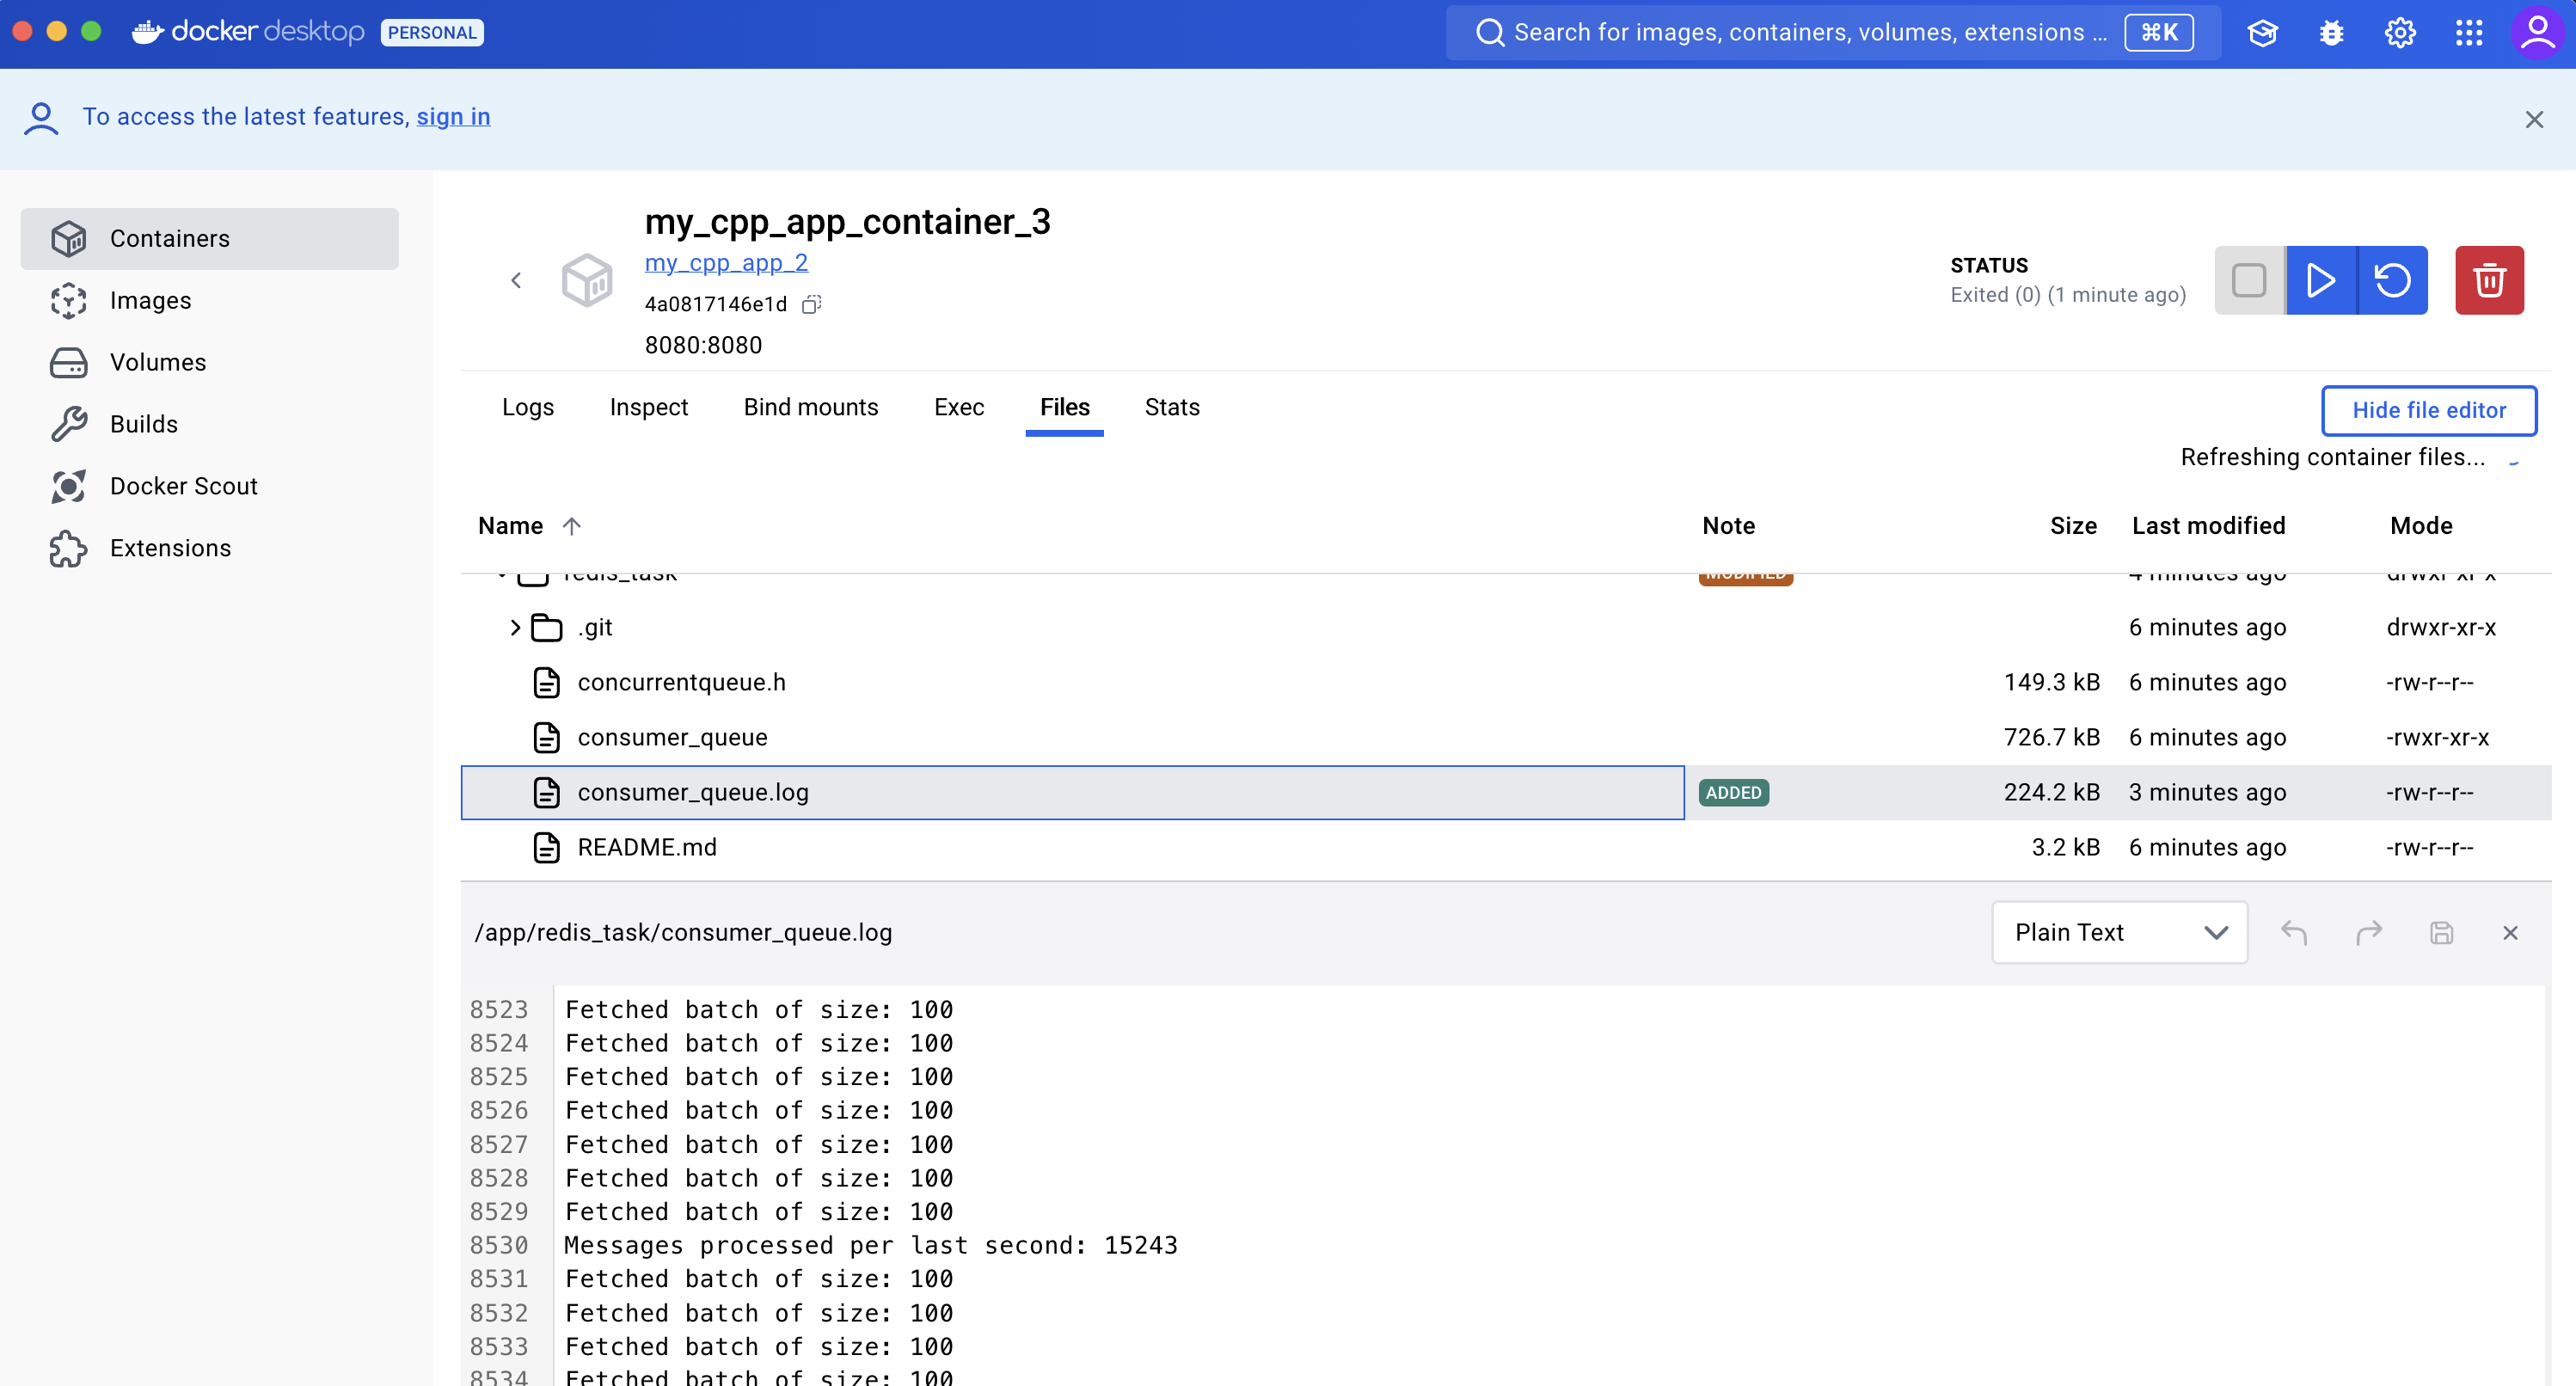 docker desktop PERSONAL
Search for images, containers, volumes, extensions ... ⌘K
To access the latest features, sign in
Containers
Images
Volumes
Builds
Docker Scout
Extensions
my_cpp_app_container_3
my_cpp_app_2
4a0817146e1d
8080:8080
STATUS
Exited (0) (1 minute ago)
Logs Inspect Bind mounts Exec Files Stats
Hide file editor
Refreshing container files...
Name Note Size Last modified Mode
redis_task MODIFIED 4 minutes ago drwxr-xr-x
.git 6 minutes ago drwxr-xr-x
concurrentqueue.h 149.3 kB 6 minutes ago -rw-r--r--
consumer_queue 726.7 kB 6 minutes ago -rwxr-xr-x
consumer_queue.log ADDED 224.2 kB 3 minutes ago -rw-r--r--
README.md 3.2 kB 6 minutes ago -rw-r--r--
/app/redis_task/consumer_queue.log Plain Text
8523 Fetched batch of size: 100
8524 Fetched batch of size: 100
8525 Fetched batch of size: 100
8526 Fetched batch of size: 100
8527 Fetched batch of size: 100
8528 Fetched batch of size: 100
8529 Fetched batch of size: 100
8530 Messages processed per last second: 15243
8531 Fetched batch of size: 100
8532 Fetched batch of size: 100
8533 Fetched batch of size: 100
8534 Fetched batch of size: 100